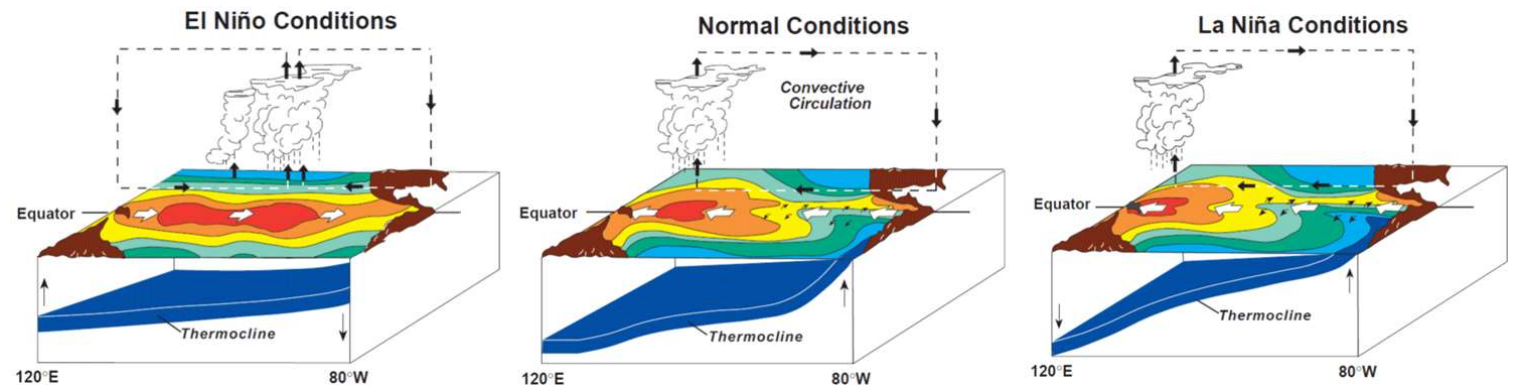 El Niño Conditions
Equator
Thermocline
120°E
80°W
Normal Conditions
Convective
Circulation
Equator
Thermocline
120°E
80°W
La Niña Conditions
Equator
Thermocline
120°E
80°W